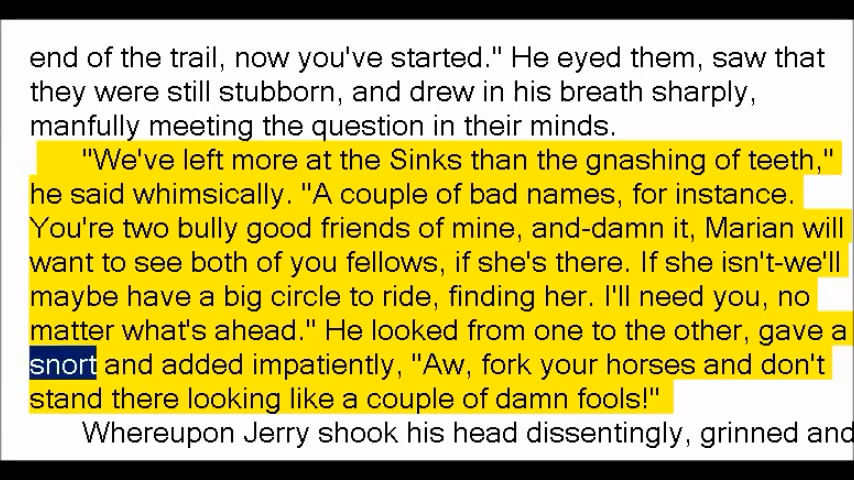 end of the trail, now you've started." He eyed them, saw that
they were still stubborn, and drew in his breath sharply,
manfully meeting the question in their minds.
"We've left more at the Sinks than the gnashing of teeth,"
he said whimsically. "A couple of bad names, for instance.
You're two bully good friends of mine, and-damn it, Marian will
want to see both of you fellows, if she's there. If she isn't-we'll
maybe have a big circle to ride, finding her. I'll need you, no
matter what's ahead." He looked from one to the other, gave a
snort and added impatiently, "Aw, fork your horses and don't
stand there looking like a couple of damn fools!"
Whereupon Jerry shook his head dissentingly, grinned and